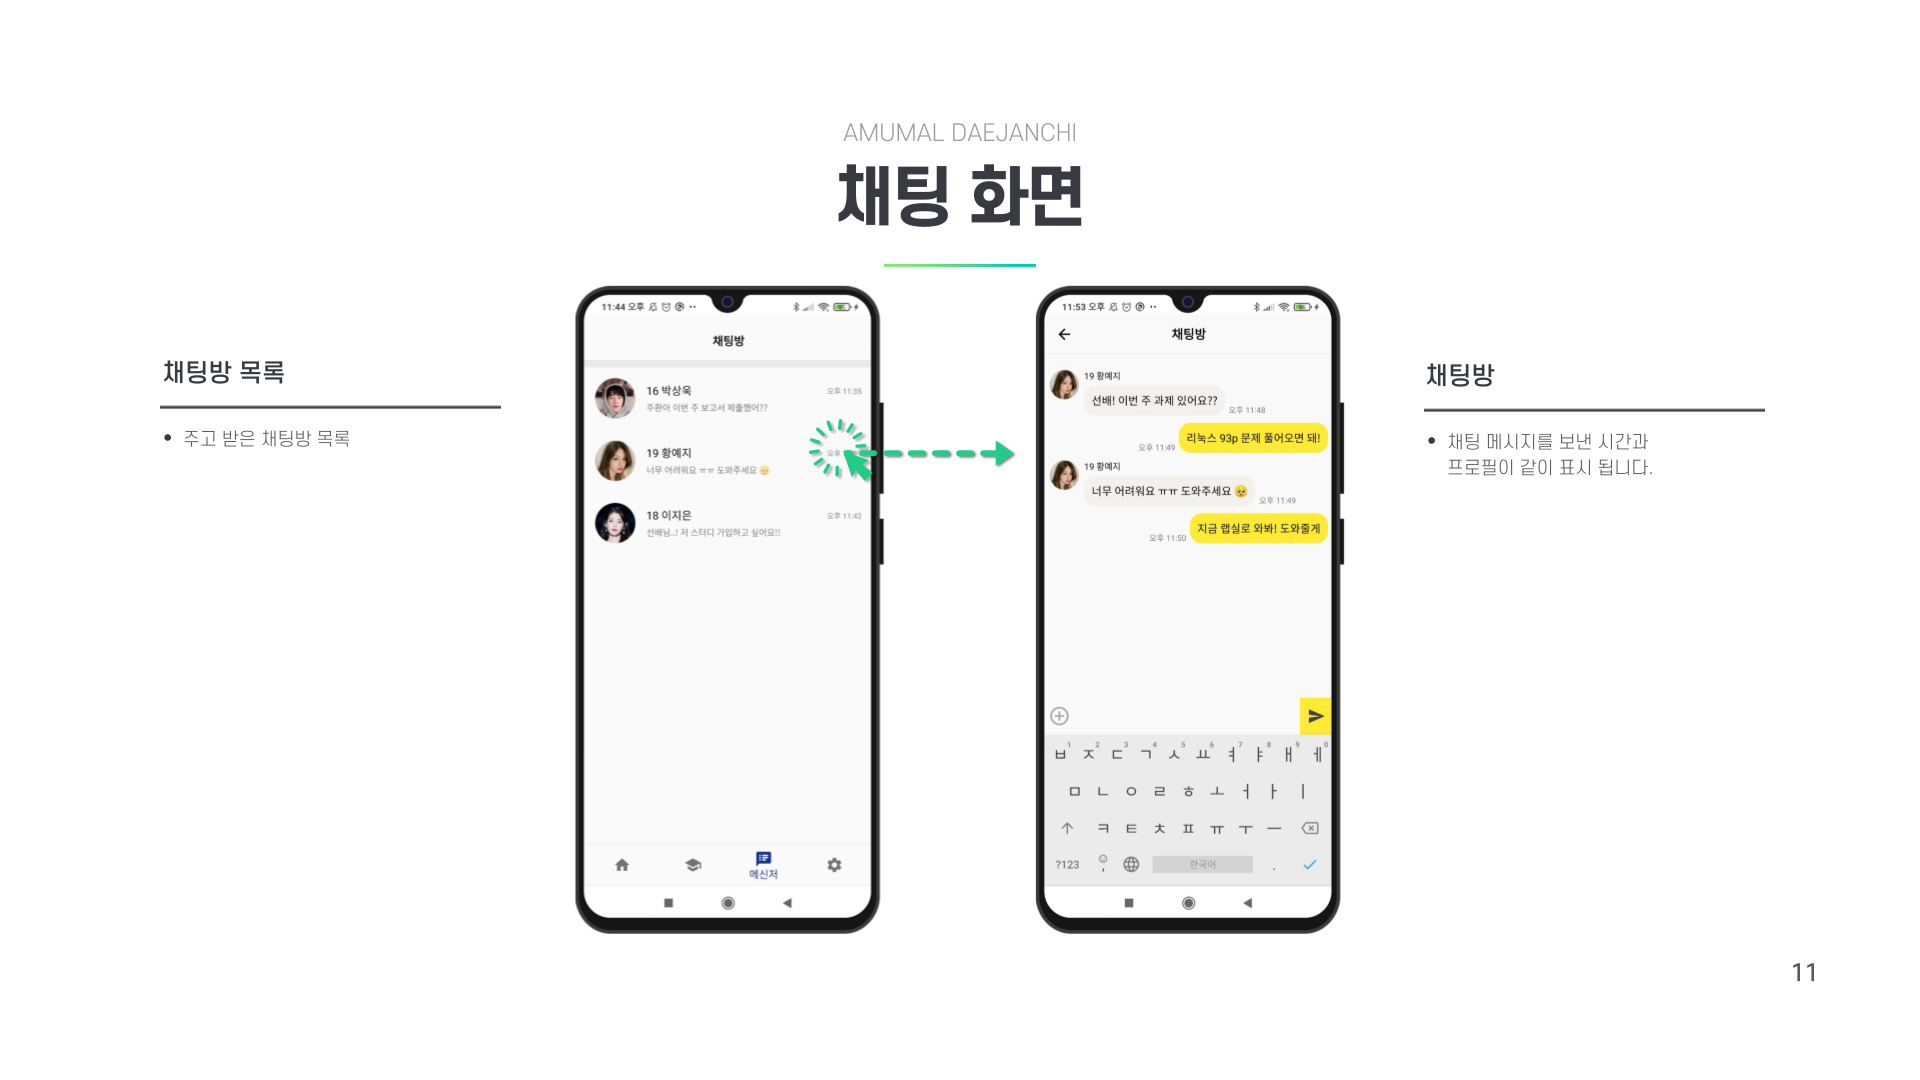 AMUMAL DAEJANCHI
채팅 화면
채팅방 목록
주고 받은 채팅방 목록
11:44 오후
채팅방
16 박상욱
오후 11:35
주환아 이번 주 보고서 제출했어??
19 황예지
오후
너무 어려워요 ㅠㅠ 도와주세요 🥺
18 이지은
오후 11:42
선배님..! 저 스터디 가입하고 싶어요!!
메신저
11:53 오후
채팅방
19 황예지
선배! 이번 주 과제 있어요??
오후 11:48
리눅스 93p 문제 풀어오면 돼!
오후 11:49
19 황예지
너무 어려워요 ㅠㅠ 도와주세요 🥺
오후 11:49
지금 랩실로 와봐! 도와줄게
오후 11:50
ㅂ1 ㅈ2 ㄷ3 ㄱ4 ㅅ5 ㅛ6 ㅕ7 ㅑ8 ㅐ9 ㅔ0
ㅁ ㄴ ㅇ ㄹ ㅎ ㅗ ㅓ ㅏ ㅣ
ㅋ ㅌ ㅊ ㅍ ㅠ ㅜ ㅡ
?123 , 한국어 .
채팅방
채팅 메시지를 보낸 시간과
프로필이 같이 표시 됩니다.
11